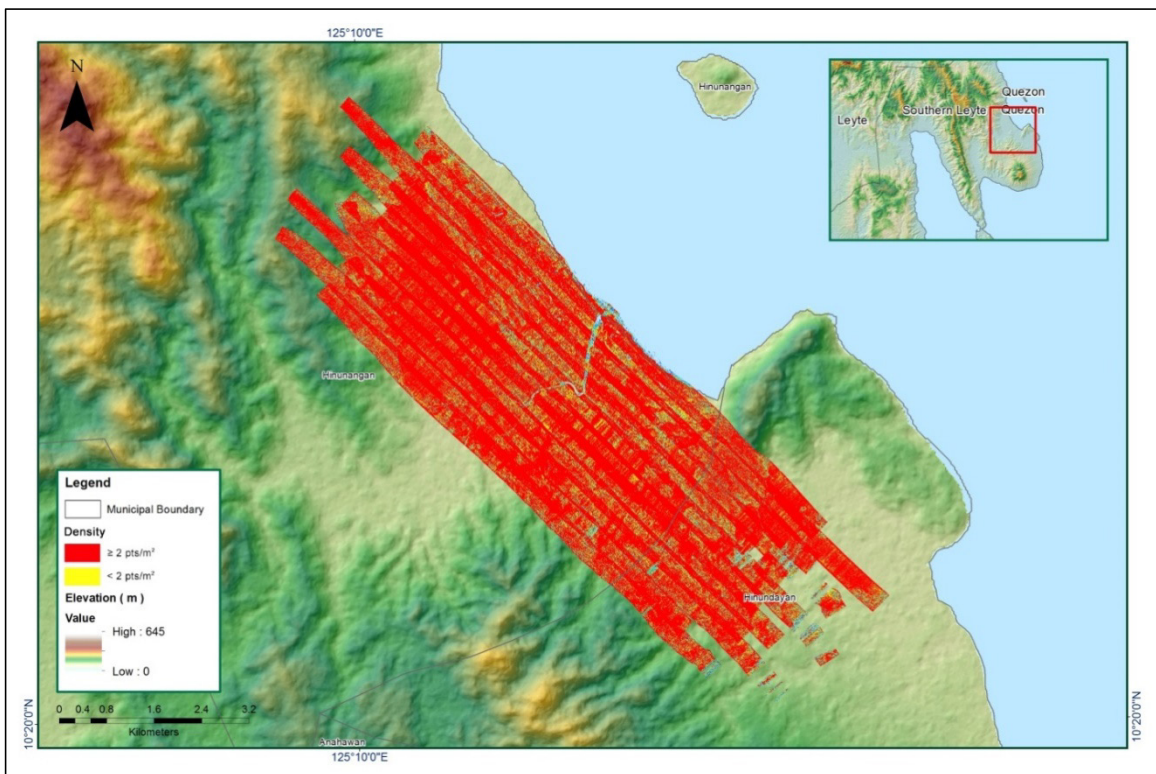 125°10'0"E
N
Hinunangan
Quezon
Quezon
Southern Leyte
Leyte
Hinunangan
Hinundayan
Legend
Municipal Boundary
Density
≥ 2 pts/m²
< 2 pts/m²
Elevation ( m )
Value
High : 645
Low : 0
0 0.4 0.8 1.6 2.4 3.2
Kilometers
10°20'0"N
10°20'0"N
Anahawan
125°10'0"E